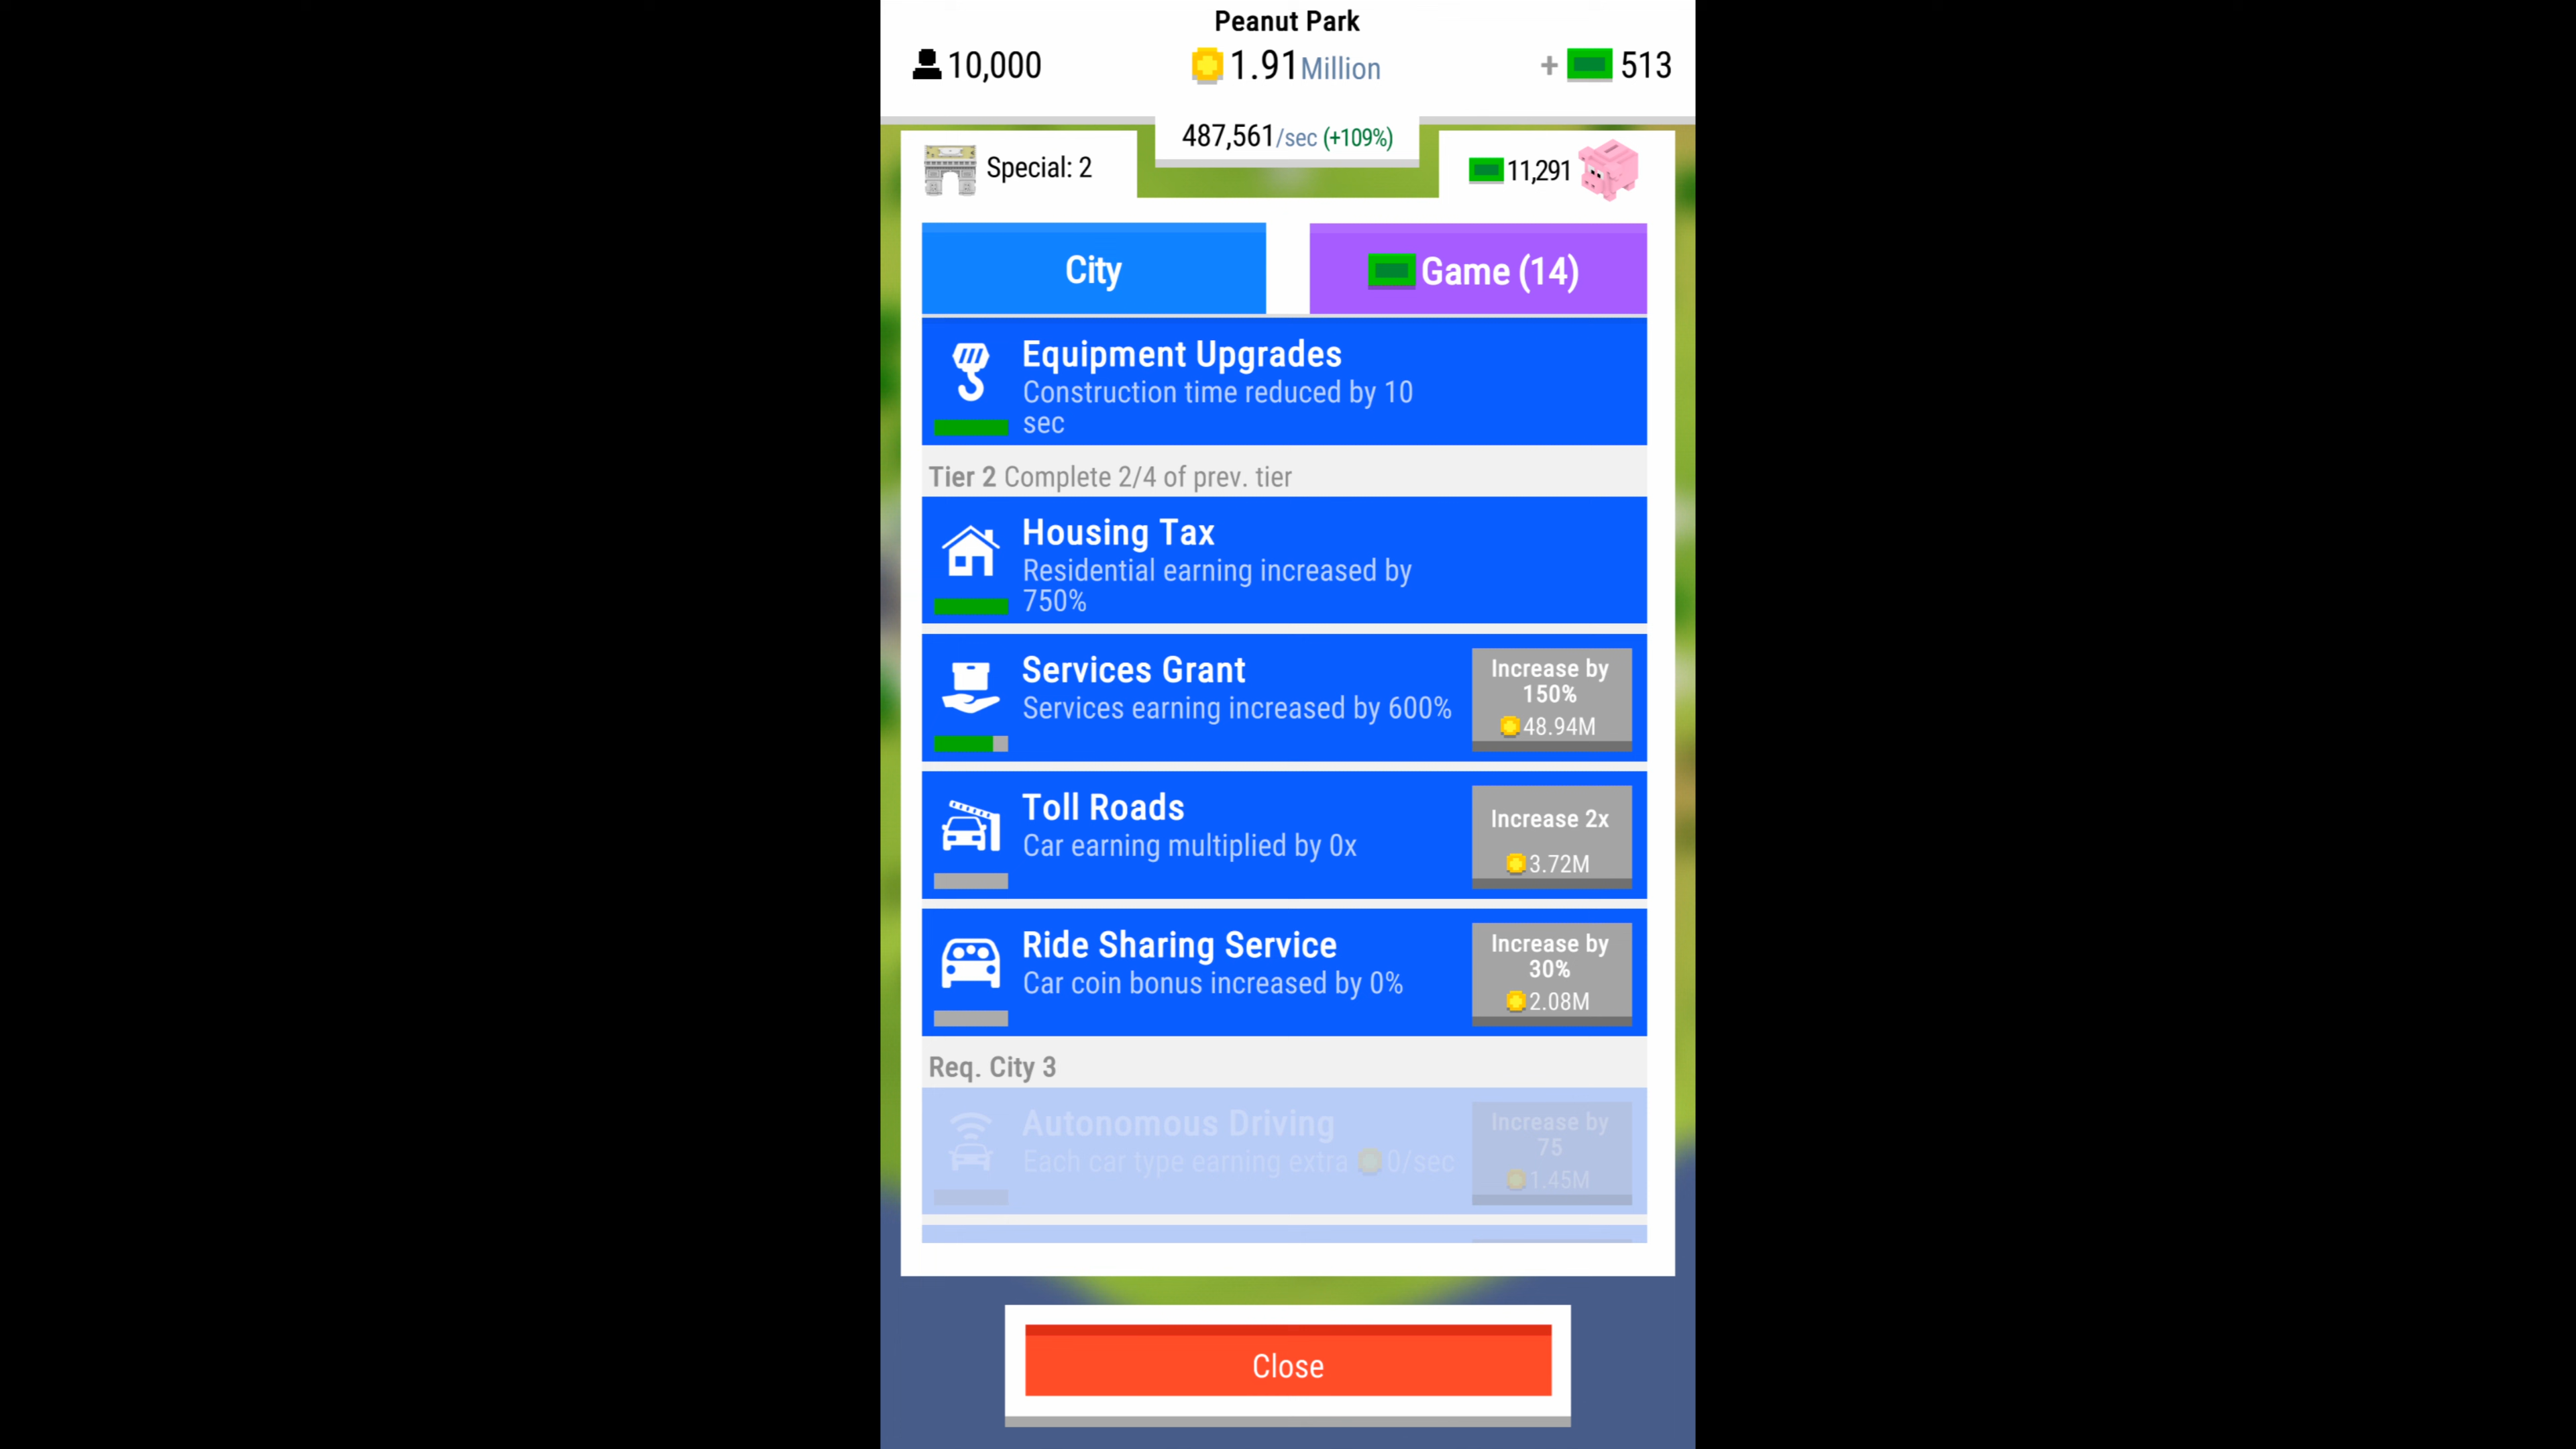 Peanut Park
10,000
1.91 Million
+ 513
487,561/sec (+109%)
Special: 2
11,291
City
Game (14)
Equipment Upgrades
Construction time reduced by 10
sec
Tier 2 Complete 2/4 of prev. tier
Housing Tax
Residential earning increased by
750%
Services Grant
Services earning increased by 600%
Increase by
150%
48.94M
Toll Roads
Car earning multiplied by 0x
Increase 2x
3.72M
Ride Sharing Service
Car coin bonus increased by 0%
Increase by
30%
2.08M
Req. City 3
Autonomous Driving
Each car type earning extra 0/sec
Increase by
75
1.45M
Close